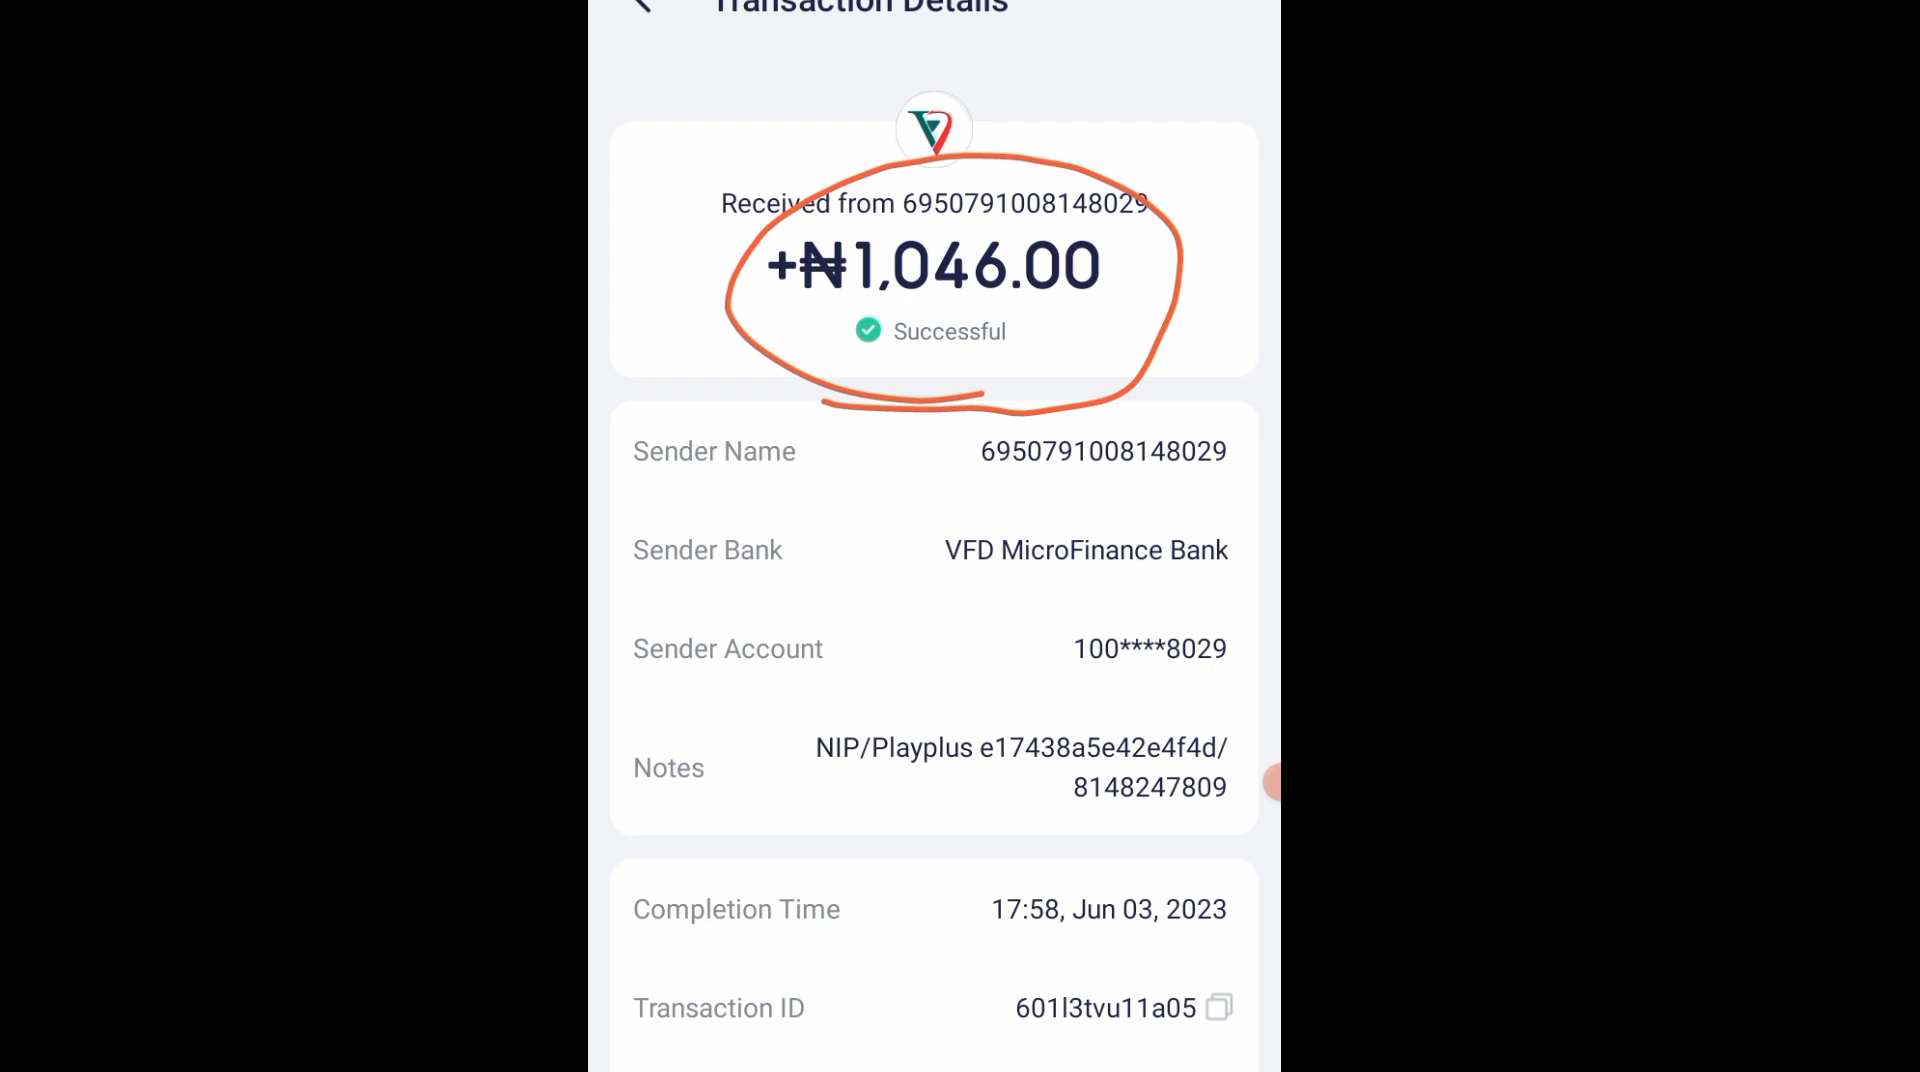 Transaction Details
Received from 6950791008148029
+₦1,046.00
Successful
Sender Name 6950791008148029
Sender Bank VFD MicroFinance Bank
Sender Account 100****8029
Notes NIP/Playplus e17438a5e42e4f4d/
8148247809
Completion Time 17:58, Jun 03, 2023
Transaction ID 601l3tvu11a05